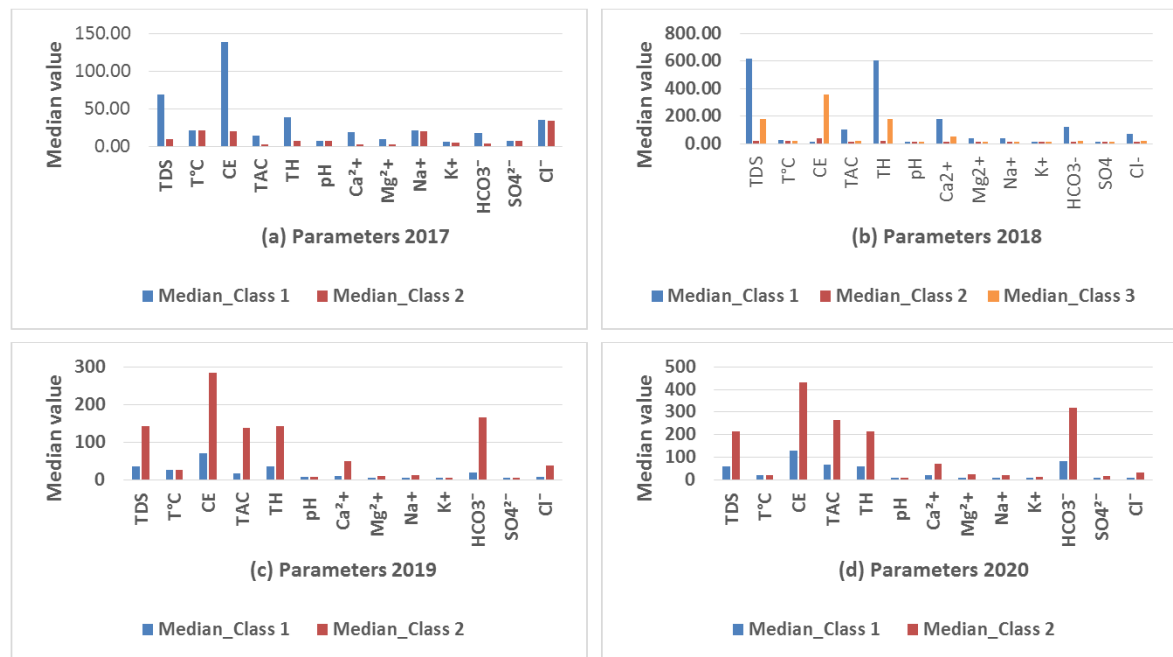 Median value
150.00
100.00
50.00
0.00
TDS
T°C
CE
TAC
TH
pH
Ca²+
Mg²+
Na+
K+
HCO3⁻
SO4²⁻
Cl⁻
(a) Parameters 2017
Median_Class 1 Median_Class 2
Median value
800.00
600.00
400.00
200.00
0.00
TDS
T°C
CE
TAC
TH
pH
Ca2+
Mg2+
Na+
K+
HCO3-
SO4
Cl-
(b) Parameters 2018
Median_Class 1 Median_Class 2 Median_Class 3
Median value
300
200
100
0
TDS
T°C
CE
TAC
TH
pH
Ca²+
Mg²+
Na+
K+
HCO3⁻
SO4²⁻
Cl⁻
(c) Parameters 2019
Median_Class 1 Median_Class 2
Median value
500
400
300
200
100
0
TDS
T°C
CE
TAC
TH
pH
Ca²+
Mg²+
Na+
K+
HCO3⁻
SO4²⁻
Cl⁻
(d) Parameters 2020
Median_Class 1 Median_Class 2